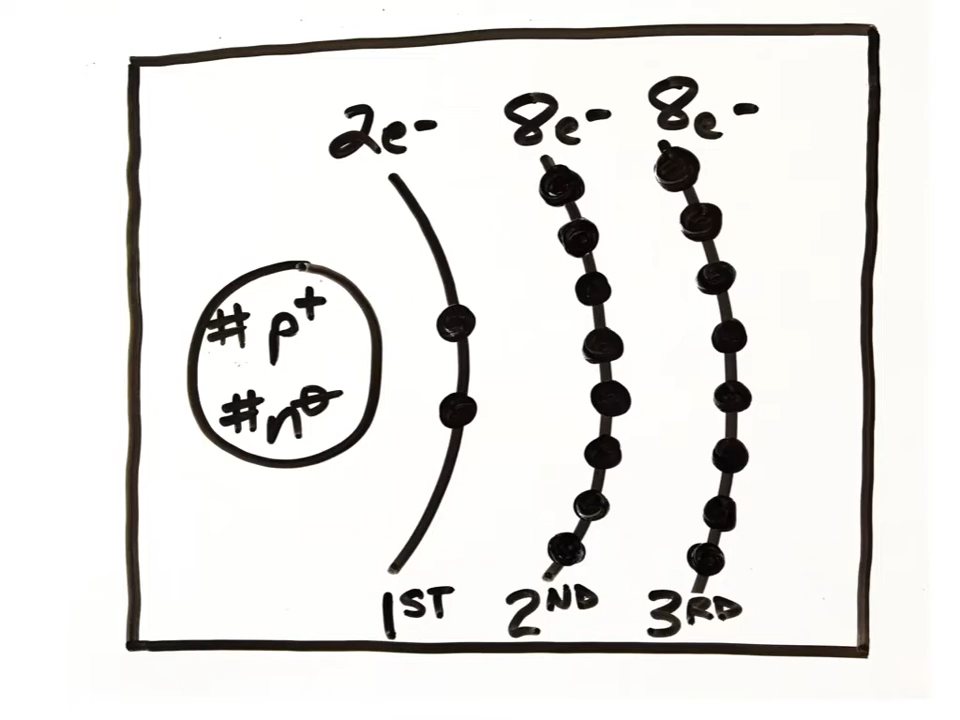 2e- 8e- 8e-
# p+
# n0
1ST 2ND 3RD